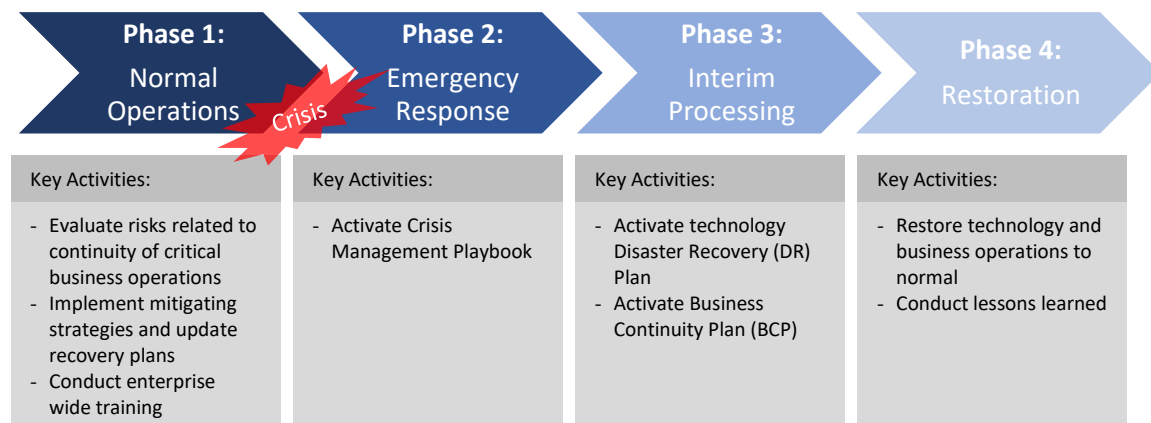 Phase 1:
Normal
Operations
Crisis
Phase 2:
Emergency
Response
Phase 3:
Interim
Processing
Phase 4:
Restoration
Key Activities:
- Evaluate risks related to
continuity of critical
business operations
- Implement mitigating
strategies and update
recovery plans
- Conduct enterprise
wide training
Key Activities:
- Activate Crisis
Management Playbook
Key Activities:
- Activate technology
Disaster Recovery (DR)
Plan
- Activate Business
Continuity Plan (BCP)
Key Activities:
- Restore technology and
business operations to
normal
- Conduct lessons learned